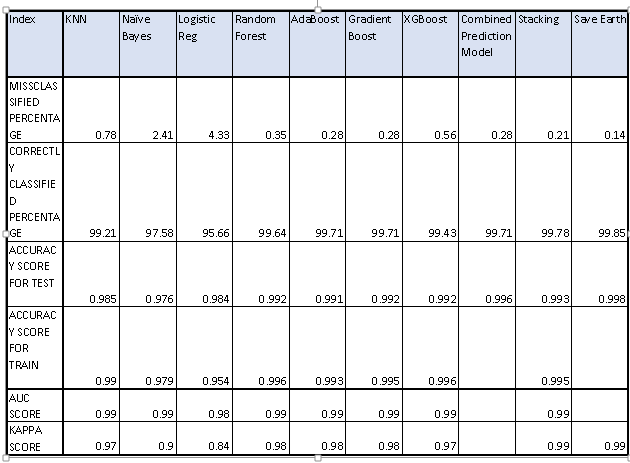 Index KNN Naïve Bayes Logistic Reg Random Forest AdaBoost Gradient Boost XGBoost Combined Prediction Model Stacking Save Earth
MISSCLASSIFIED PERCENTAGE 0.78 2.41 4.33 0.35 0.28 0.28 0.56 0.28 0.21 0.14
CORRECTLY CLASSIFIED PERCENTAGE 99.21 97.58 95.66 99.64 99.71 99.71 99.43 99.71 99.78 99.85
ACCURACY SCORE FOR TEST 0.985 0.976 0.984 0.992 0.991 0.992 0.992 0.996 0.993 0.998
ACCURACY SCORE FOR TRAIN 0.99 0.979 0.954 0.996 0.993 0.995 0.996 0.995
AUC SCORE 0.99 0.99 0.98 0.99 0.99 0.99 0.99 0.99
KAPPA SCORE 0.97 0.9 0.84 0.98 0.98 0.98 0.97 0.99 0.99